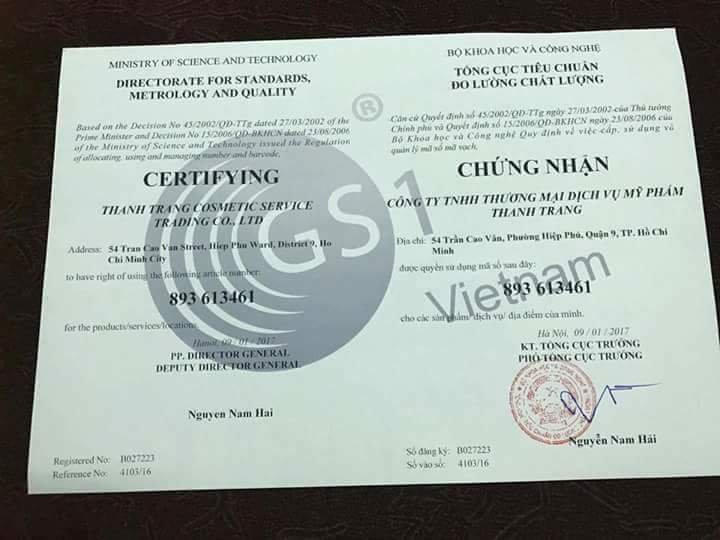 MINISTRY OF SCIENCE AND TECHNOLOGY
DIRECTORATE FOR STANDARDS,
METROLOGY AND QUALITY
Based on the Decision No 45/2002/QĐ-TTg dated 27/03/2002 of the
Prime Minister and Decision No 15/2006/QĐ-BKHCN dated 23/08/2006
of the Ministry of Science and Technology issued the Regulation
of allocating, using and managing number and barcode.
CERTIFYING
THANH TRANG COSMETIC SERVICE
TRADING CO., LTD
Address: 54 Tran Cao Van Street, Hiep Phu Ward, District 9, Ho
Chi Minh City
to have right of using the following article number:
893 613461
for the products/services/locations.
Hanoi, 09 / 01 / 2017
PP. DIRECTOR GENERAL
DEPUTY DIRECTOR GENERAL
Nguyen Nam Hai
Registered No: B027223
Reference No: 4103/16
BỘ KHOA HỌC VÀ CÔNG NGHỆ
TỔNG CỤC TIÊU CHUẨN
ĐO LƯỜNG CHẤT LƯỢNG
Căn cứ Quyết định số 45/2002/QĐ-TTg ngày 27/03/2002 của Thủ tướng
Chính phủ và Quyết định số 15/2006/QĐ-BKHCN ngày 23/08/2006 của
Bộ Khoa học và Công nghệ Quy định về việc cấp, sử dụng và
quản lý mã số mã vạch.
CHỨNG NHẬN
CÔNG TY TNHH THƯƠNG MẠI DỊCH VỤ MỸ PHẨM
THANH TRANG
Địa chỉ: 54 Trần Cao Vân, Phường Hiệp Phú, Quận 9, TP. Hồ Chí
Minh
được quyền sử dụng mã số sau đây:
893 613461
cho các sản phẩm/ dịch vụ/ địa điểm của mình.
Hà Nội, 09 / 01 / 2017
KT. TỔNG CỤC TRƯỞNG
PHÓ TỔNG CỤC TRƯỞNG
Nguyễn Nam Hải
Số đăng ký: B027223
Số vào sổ: 4103/16
GS1
Vietnam
®